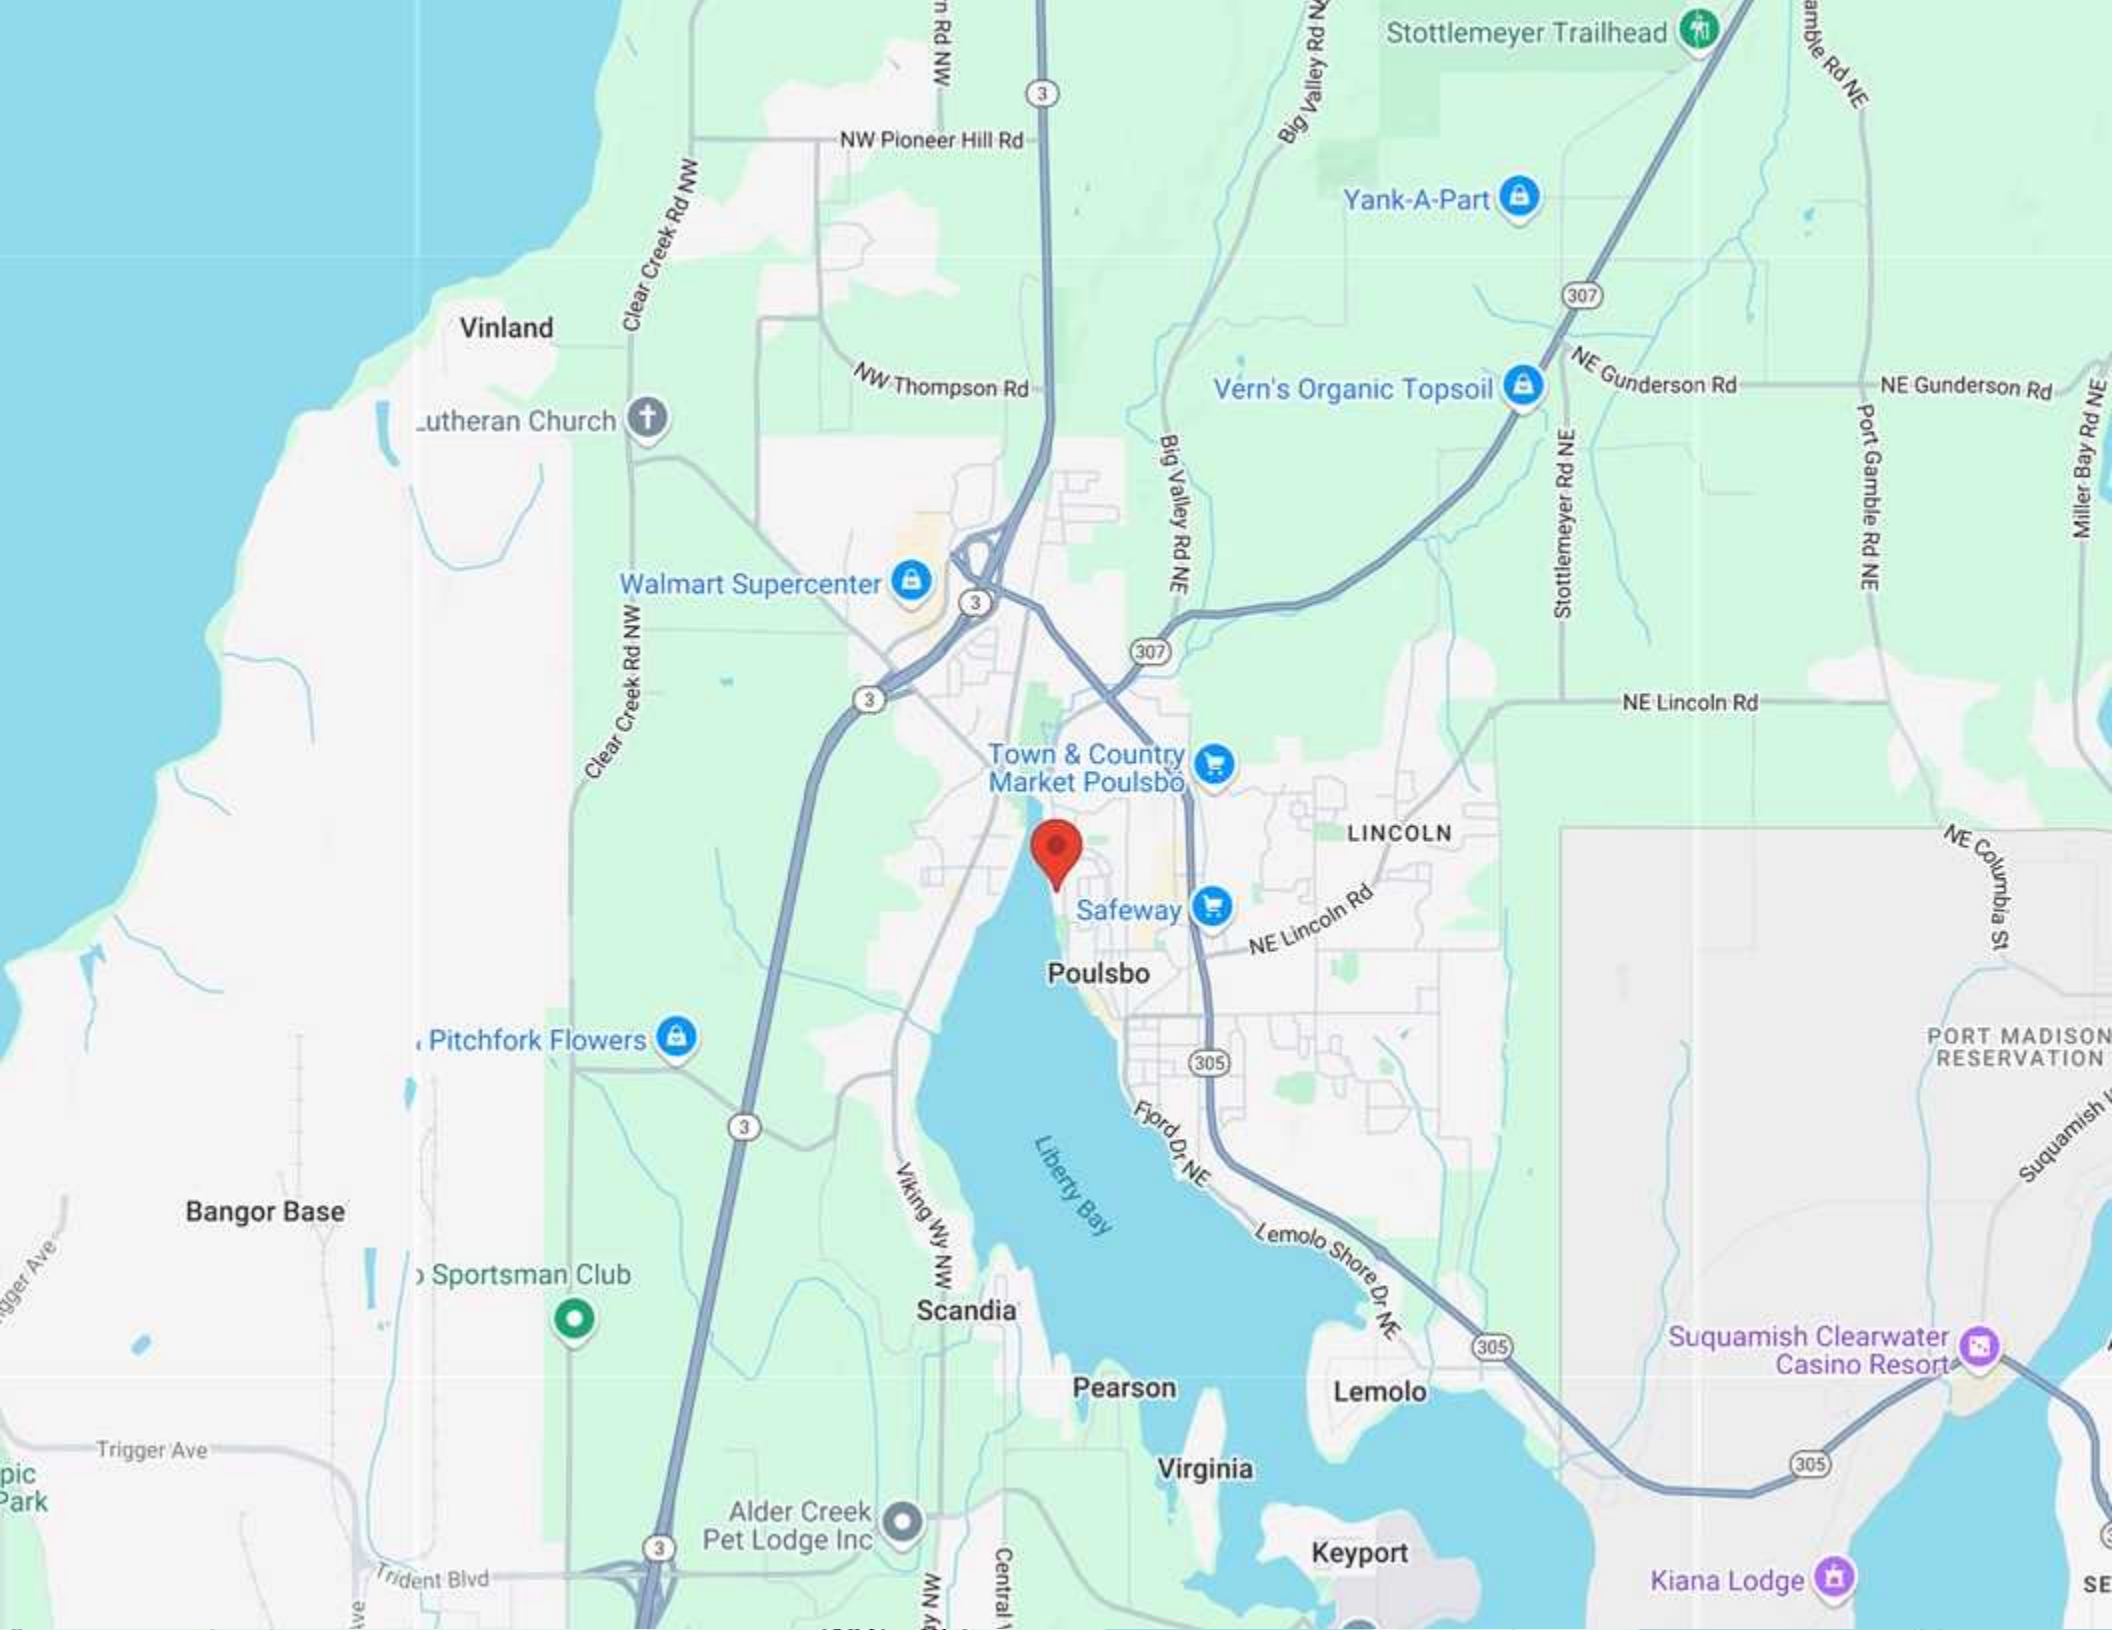 Stottlemeyer Trailhead
Big Valley Rd
3
NW Pioneer Hill Rd
Clear Creek Rd NW
Yank-A-Part
307
Vinland
NW Thompson Rd
Vern's Organic Topsoil
NE Gunderson Rd
NE Gunderson Rd
Lutheran Church
Port Gamble Rd NE
Miller Bay Rd NE
Big Valley Rd NE
Stottlemeyer Rd NE
Walmart Supercenter
3
307
3
Clear Creek Rd NW
NE Lincoln Rd
Town & Country
Market Poulsbo
LINCOLN
NE Columbia St
Safeway
NE Lincoln Rd
Poulsbo
Pitchfork Flowers
305
PORT MADISON
RESERVATION
3
Fjord Dr NE
Liberty Bay
Suquamish
Viking Wy NW
Bangor Base
Lemolo Shore Dr NE
Sportsman Club
Scandia
305
Suquamish Clearwater
Casino Resort
Pearson
Lemolo
Trigger Ave
Virginia
305
Park
Alder Creek
Pet Lodge Inc
3
Keyport
Trident Blvd
Central
Kiana Lodge